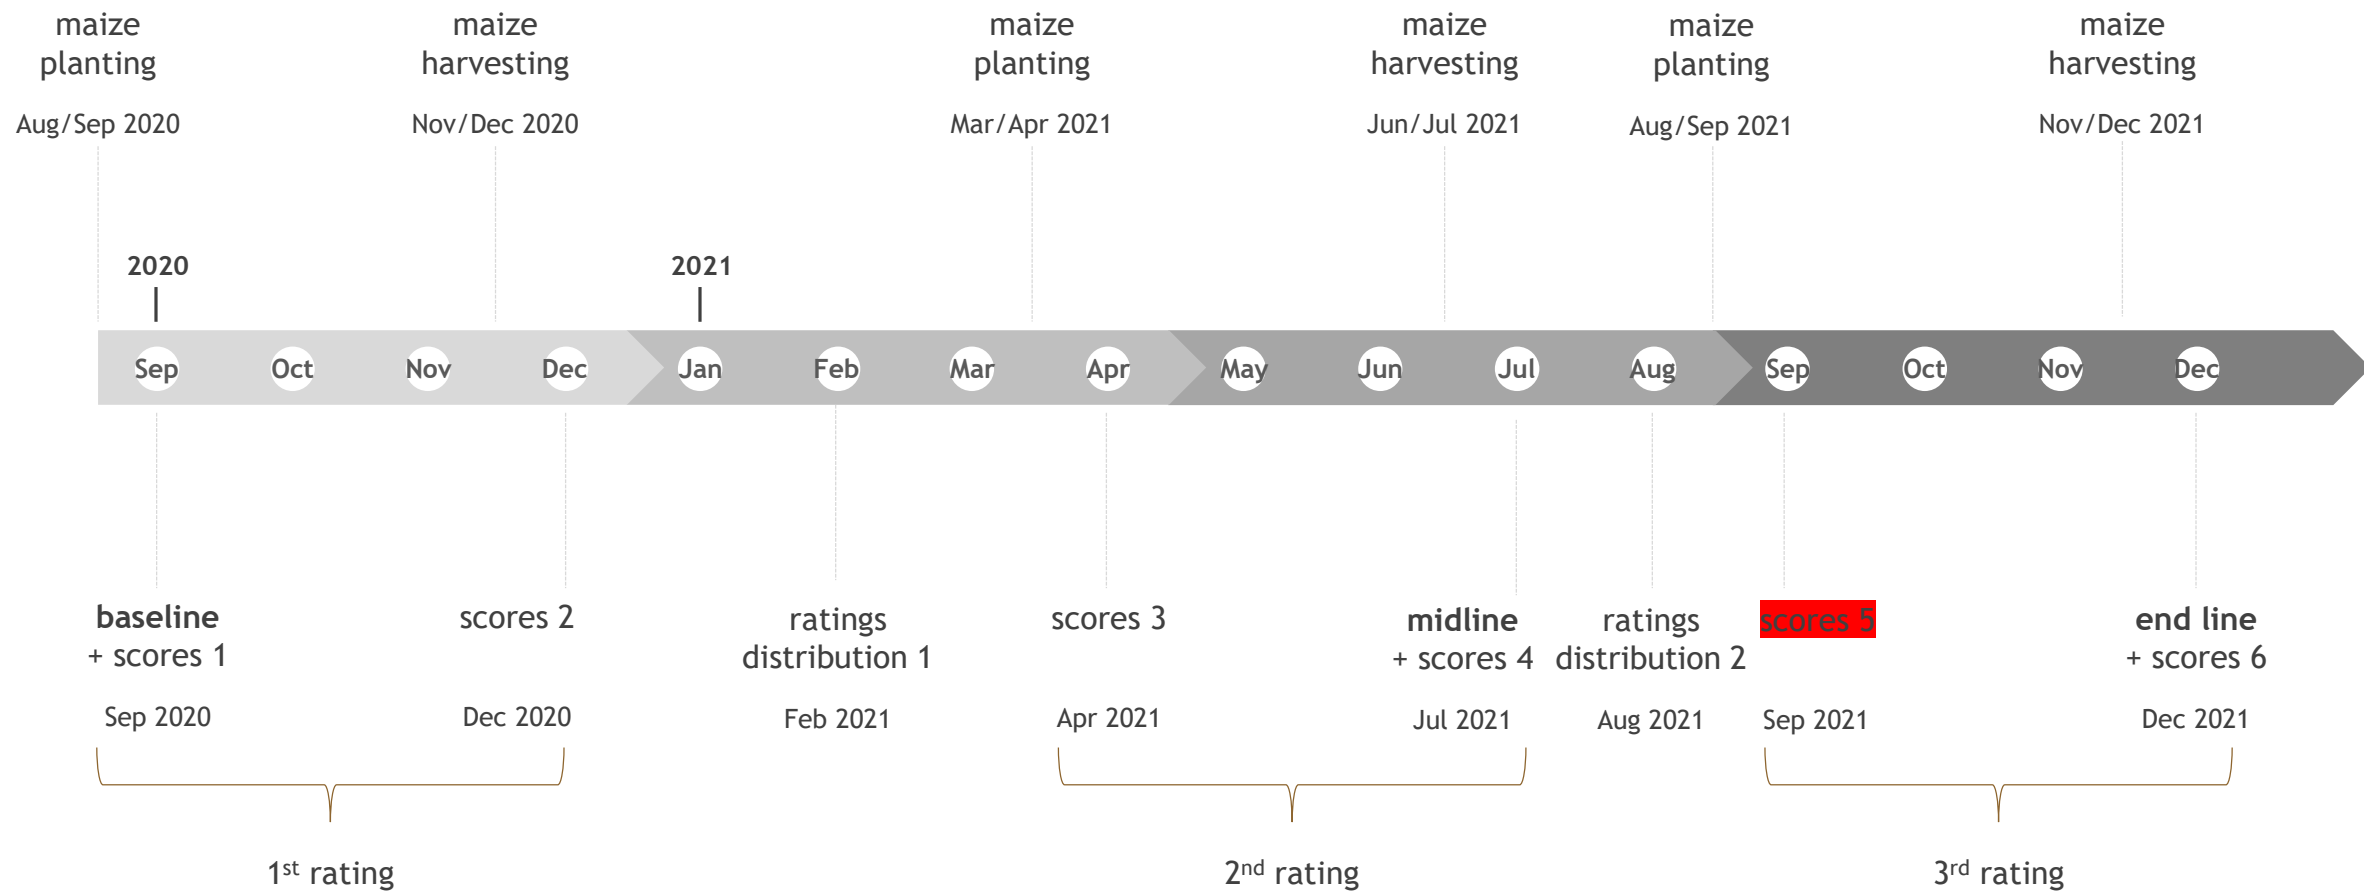 maize
planting
Aug/Sep 2020
maize
harvesting
Nov/Dec 2020
maize
planting
Mar/Apr 2021
maize
harvesting
Jun/Jul 2021
maize
planting
Aug/Sep 2021
maize
harvesting
Nov/Dec 2021
2020
2021
Sep
Oct
Nov
Dec
Jan
Feb
Mar
Apr
May
Jun
Jul
Aug
Sep
Oct
Nov
Dec
baseline
+ scores 1
Sep 2020
scores 2
Dec 2020
ratings
distribution 1
Feb 2021
scores 3
Apr 2021
midline
+ scores 4
Jul 2021
ratings
distribution 2
Aug 2021
scores 5
Sep 2021
end line
+ scores 6
Dec 2021
1st rating
2nd rating
3rd rating